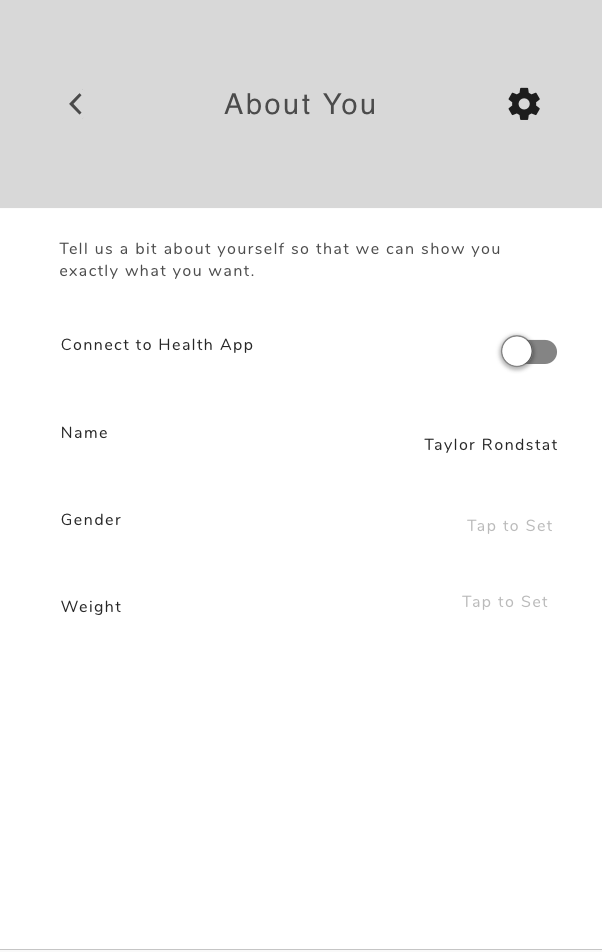 About You
Tell us a bit about yourself so that we can show you
exactly what you want.
Connect to Health App
Name
Taylor Rondstat
Gender
Tap to Set
Weight
Tap to Set